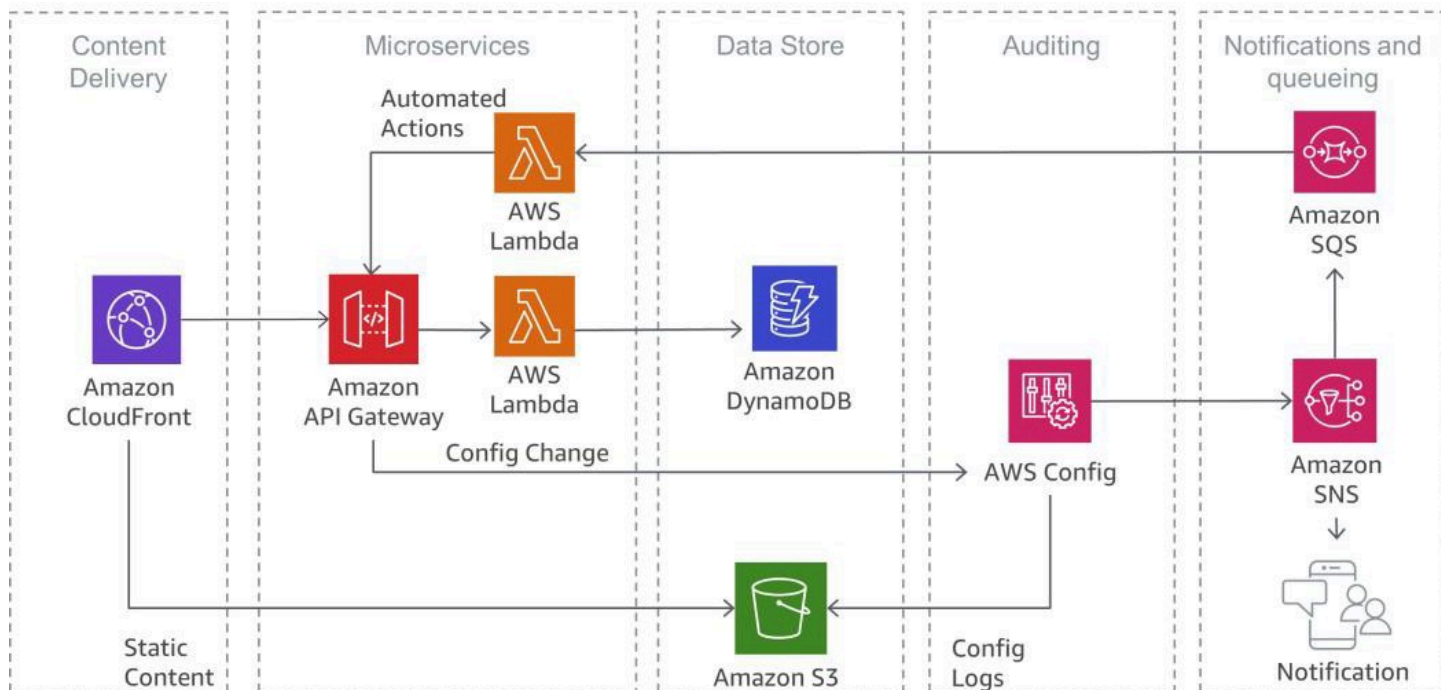 Content
Delivery
Microservices
Data Store
Auditing
Notifications and
queueing
Automated
Actions
AWS
Lambda
Amazon
SQS
Amazon
CloudFront
Amazon
API Gateway
</>
AWS
Lambda
Amazon
DynamoDB
Config Change
AWS Config
Amazon
SNS
Static
Content
Amazon S3
Config
Logs
Notification